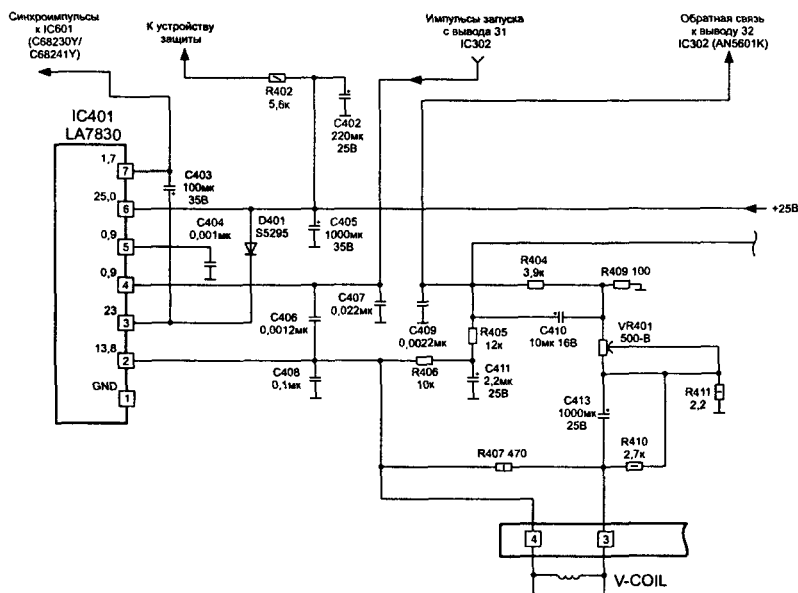 Синхроимпульсы
к IC601
(C68230Y/
C68241Y)
К устройству
защиты
Импульсы запуска
с вывода 31
IC302
Обратная связь
к выводу 32
IC302 (AN5601K)
R402
5,6к
C402
220мк
25В
IC401
LA7830
1,7
7
C403
100мк
35В
25,0
6
C404
0,001мк
D401
S5295
C405
1000мк
35В
+25В
0,9
5
0,9
4
R404
3,9к
R409 100
C407
0,022мк
C406
0,0012мк
23
3
C409
0,0022мк
R405
12к
C410
10мк 16В
VR401
500-B
13,8
2
C408
0,1мк
R406
10к
C411
2,2мк
25В
GND
1
C413
1000мк
25В
R411
2,2
R410
2,7к
R407 470
4
3
V-COIL